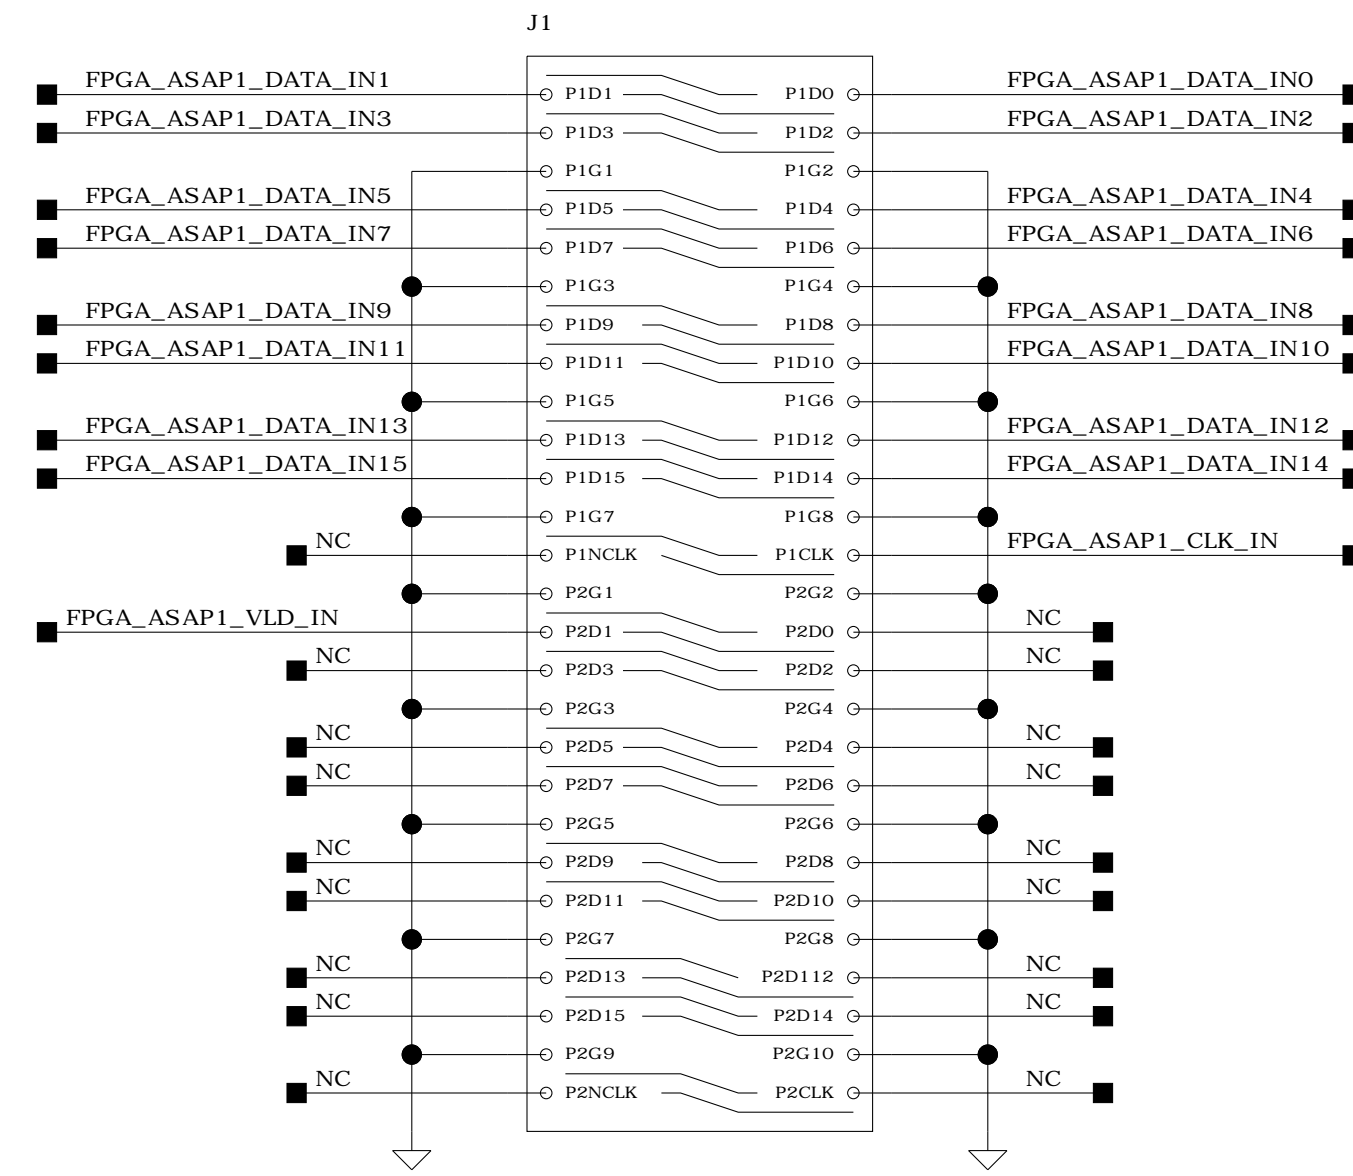 J1
FPGA_ASAP1_DATA_IN1 P1D1 P1D0 FPGA_ASAP1_DATA_IN0
FPGA_ASAP1_DATA_IN3 P1D3 P1D2 FPGA_ASAP1_DATA_IN2
P1G1 P1G2
FPGA_ASAP1_DATA_IN5 P1D5 P1D4 FPGA_ASAP1_DATA_IN4
FPGA_ASAP1_DATA_IN7 P1D7 P1D6 FPGA_ASAP1_DATA_IN6
P1G3 P1G4
FPGA_ASAP1_DATA_IN9 P1D9 P1D8 FPGA_ASAP1_DATA_IN8
FPGA_ASAP1_DATA_IN11 P1D11 P1D10 FPGA_ASAP1_DATA_IN10
P1G5 P1G6
FPGA_ASAP1_DATA_IN13 P1D13 P1D12 FPGA_ASAP1_DATA_IN12
FPGA_ASAP1_DATA_IN15 P1D15 P1D14 FPGA_ASAP1_DATA_IN14
P1G7 P1G8
NC P1NCLK P1CLK FPGA_ASAP1_CLK_IN
P2G1 P2G2
FPGA_ASAP1_VLD_IN P2D1 P2D0 NC
NC P2D3 P2D2 NC
P2G3 P2G4
NC P2D5 P2D4 NC
NC P2D7 P2D6 NC
P2G5 P2G6
NC P2D9 P2D8 NC
NC P2D11 P2D10 NC
P2G7 P2G8
NC P2D13 P2D112 NC
NC P2D15 P2D14 NC
P2G9 P2G10
NC P2NCLK P2CLK NC